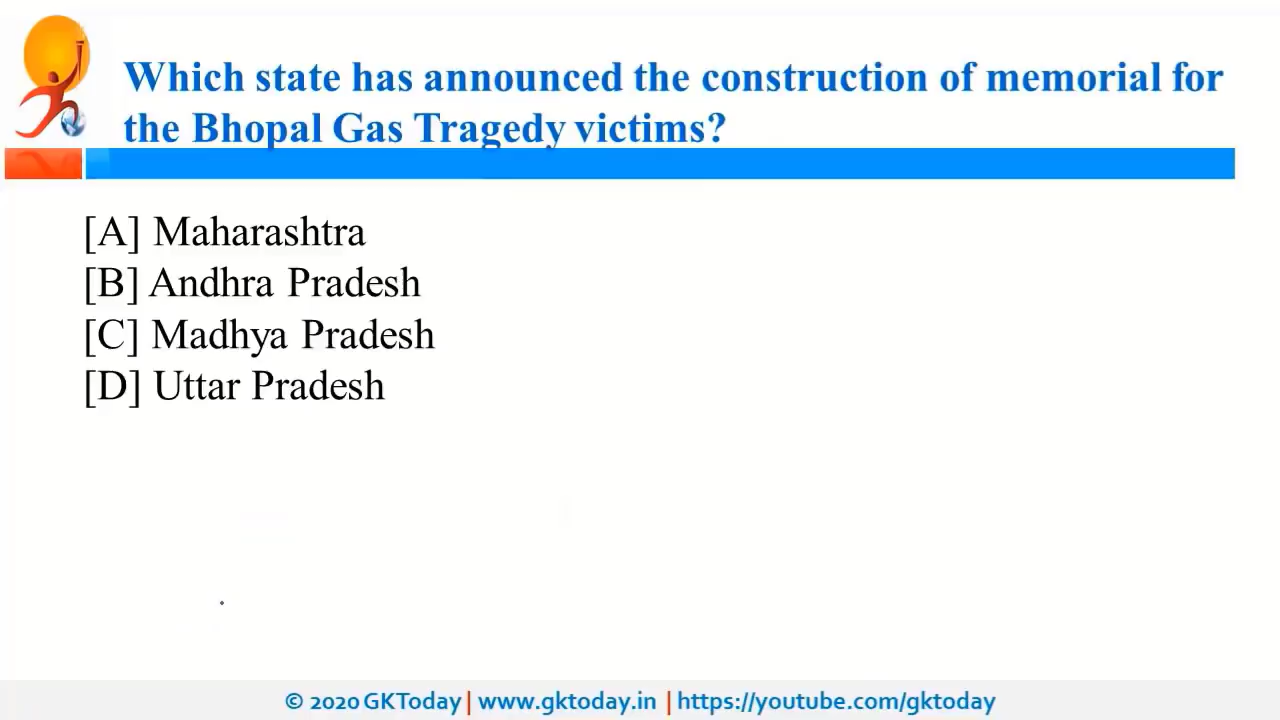 Which state has announced the construction of memorial for
the Bhopal Gas Tragedy victims?
[A] Maharashtra
[B] Andhra Pradesh
[C] Madhya Pradesh
[D] Uttar Pradesh
© 2020 GKToday | www.gktoday.in | https://youtube.com/gktoday